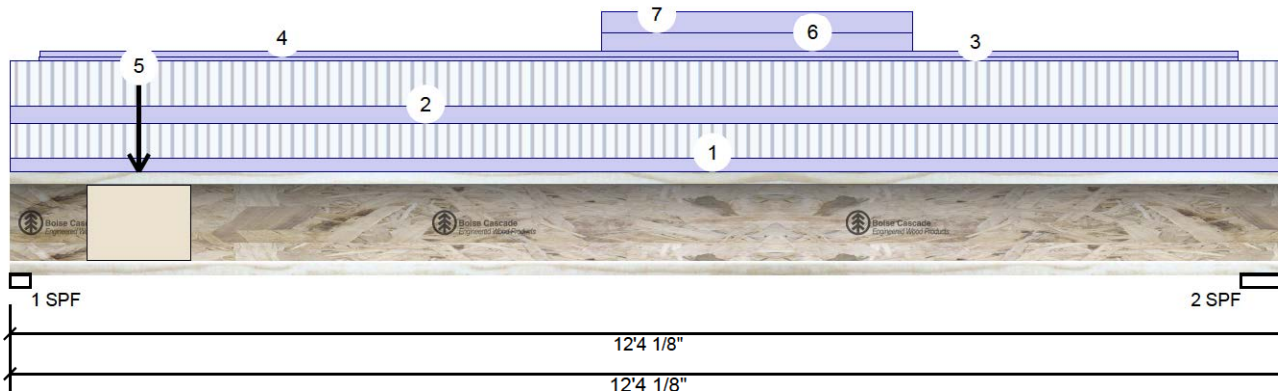 7
4
6
3
5
2
1
Boise Cascade
Engineered Wood Products
Boise Cascade
Engineered Wood Products
1 SPF
2 SPF
12'4 1/8"
12'4 1/8"